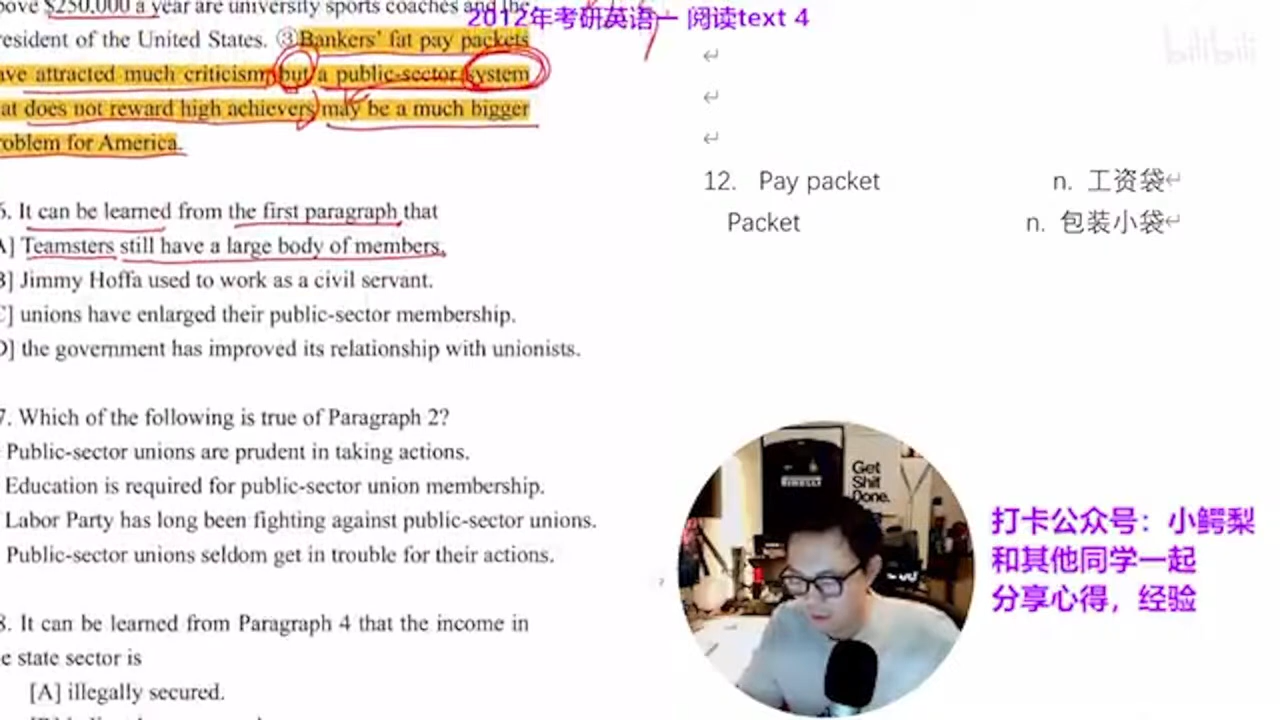 2012年考研英语一 阅读text 4
bilibili
$250,000 a year are university sports coaches and the
resident of the United States. ③Bankers' fat pay packets
attracted much criticism, but a public-sector system
does not reward high achievers may be a much bigger
problem for America.
It can be learned from the first paragraph that
Teamsters still have a large body of members.
Jimmy Hoffa used to work as a civil servant.
unions have enlarged their public-sector membership.
the government has improved its relationship with unionists.
Which of the following is true of Paragraph 2?
Public-sector unions are prudent in taking actions.
Education is required for public-sector union membership.
Labor Party has long been fighting against public-sector unions.
Public-sector unions seldom get in trouble for their actions.
It can be learned from Paragraph 4 that the income in
state sector is
[A] illegally secured.
12. Pay packet n. 工资袋
Packet n. 包装小袋
Get
Shit
Done.
PIRELLI
打卡公众号：小鳄梨
和其他同学一起
分享心得，经验